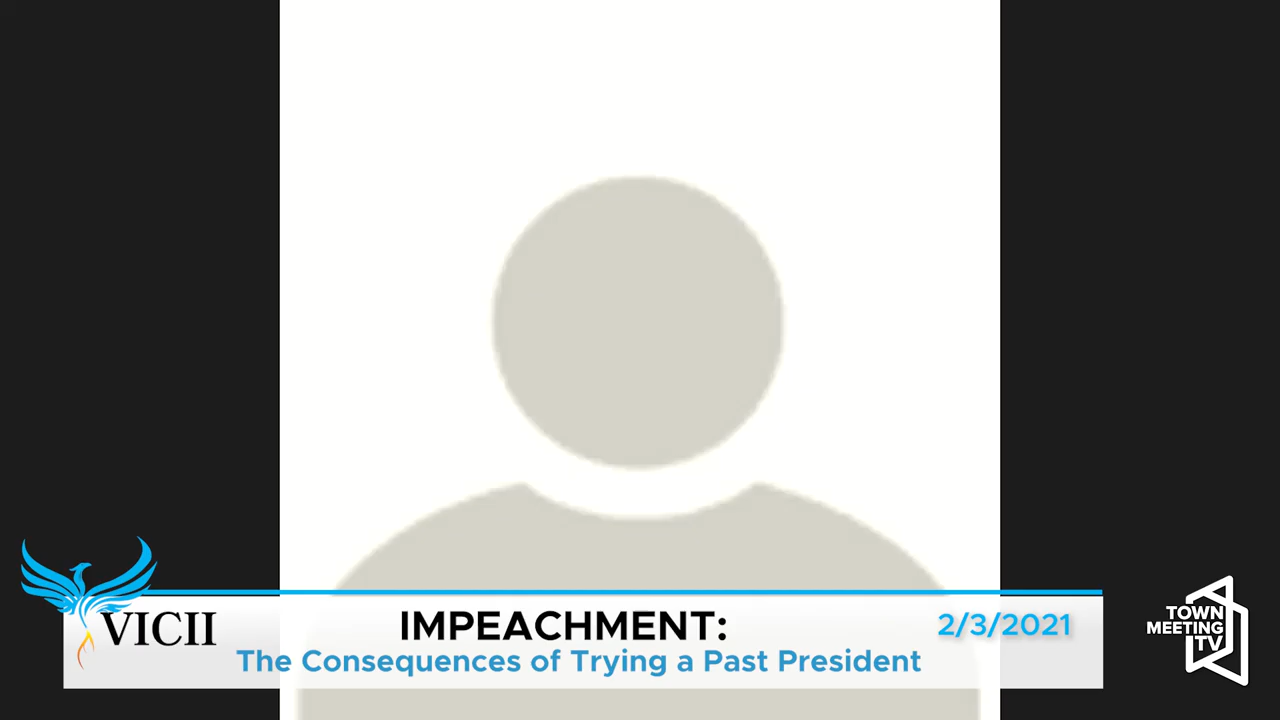 VICII
IMPEACHMENT:
2/3/2021
The Consequences of Trying a Past President
TOWN
MEETING
TV